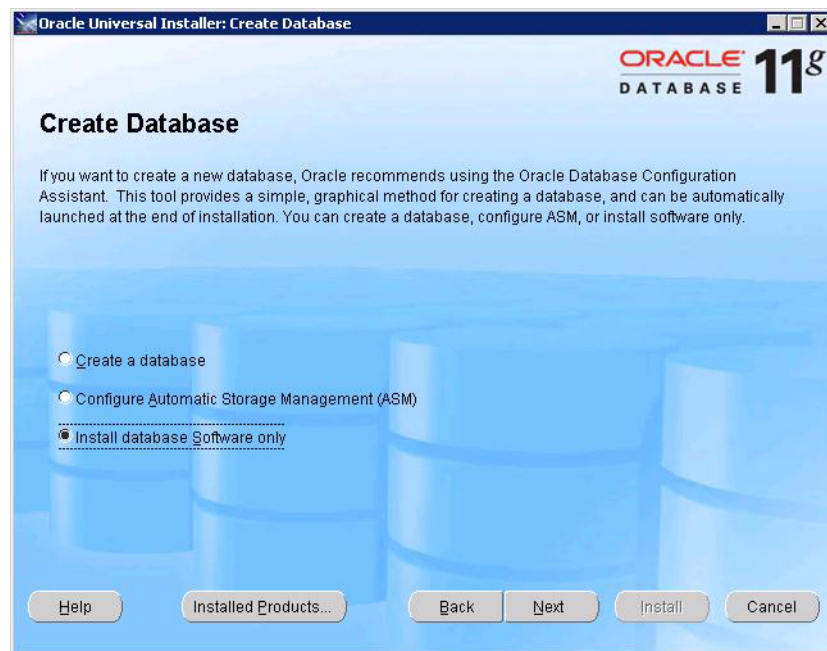 Oracle Universal Installer: Create Database
ORACLE 11g
DATABASE
Create Database
If you want to create a new database, Oracle recommends using the Oracle Database Configuration
Assistant. This tool provides a simple, graphical method for creating a database, and can be automatically
launched at the end of installation. You can create a database, configure ASM, or install software only.
Create a database
Configure Automatic Storage Management (ASM)
Install database Software only
Help Installed Products... Back Next Install Cancel